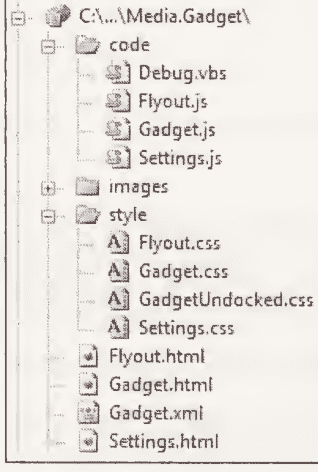 C:\...\Media.Gadget\
code
Debug.vbs
Flyout.js
Gadget.js
Settings.js
images
style
Flyout.css
Gadget.css
GadgetUndocked.css
Settings.css
Flyout.html
Gadget.html
Gadget.xml
Settings.html